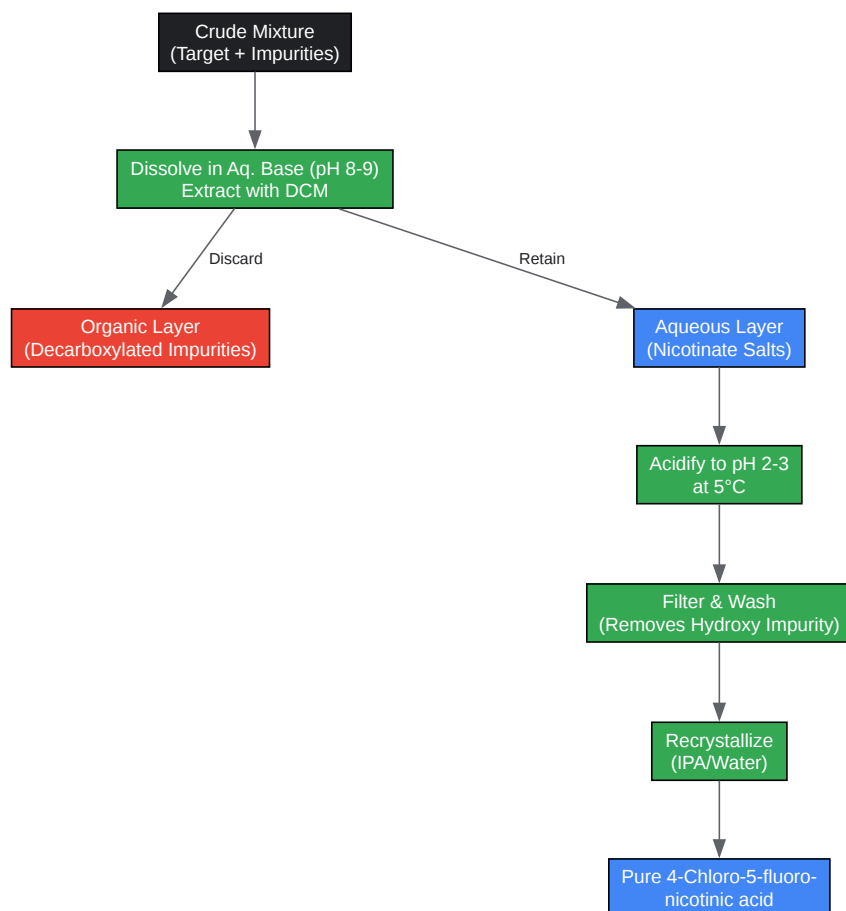 Crude Mixture
(Target + Impurities)
Dissolve in Aq. Base (pH 8-9)
Extract with DCM
Discard
Retain
Organic Layer
(Decarboxylated Impurities)
Aqueous Layer
(Nicotinate Salts)
Acidify to pH 2-3
at 5°C
Filter & Wash
(Removes Hydroxy Impurity)
Recrystallize
(IPA/Water)
Pure 4-Chloro-5-fluoro-
nicotinic acid